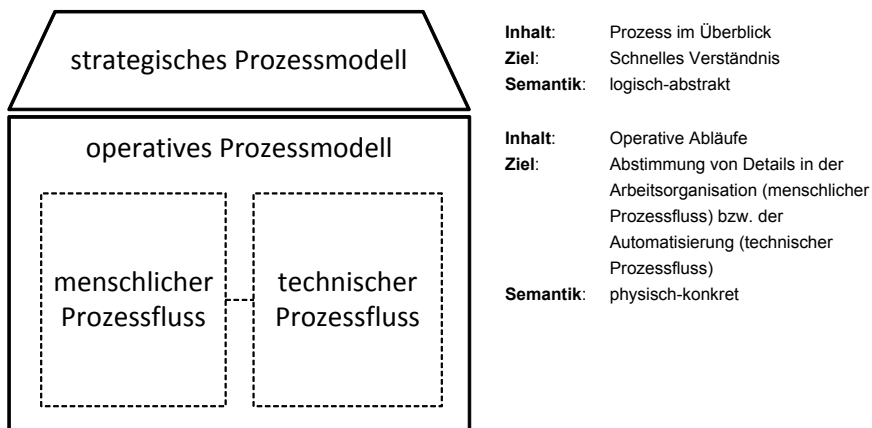 strategisches Prozessmodell
Inhalt: Prozess im Überblick
Ziel: Schnelles Verständnis
Semantik: logisch-abstrakt
operatives Prozessmodell
menschlicher
Prozessfluss
technischer
Prozessfluss
Inhalt: Operative Abläufe
Ziel: Abstimmung von Details in der
Arbeitsorganisation (menschlicher
Prozessfluss) bzw. der
Automatisierung (technischer
Prozessfluss)
Semantik: physisch-konkret